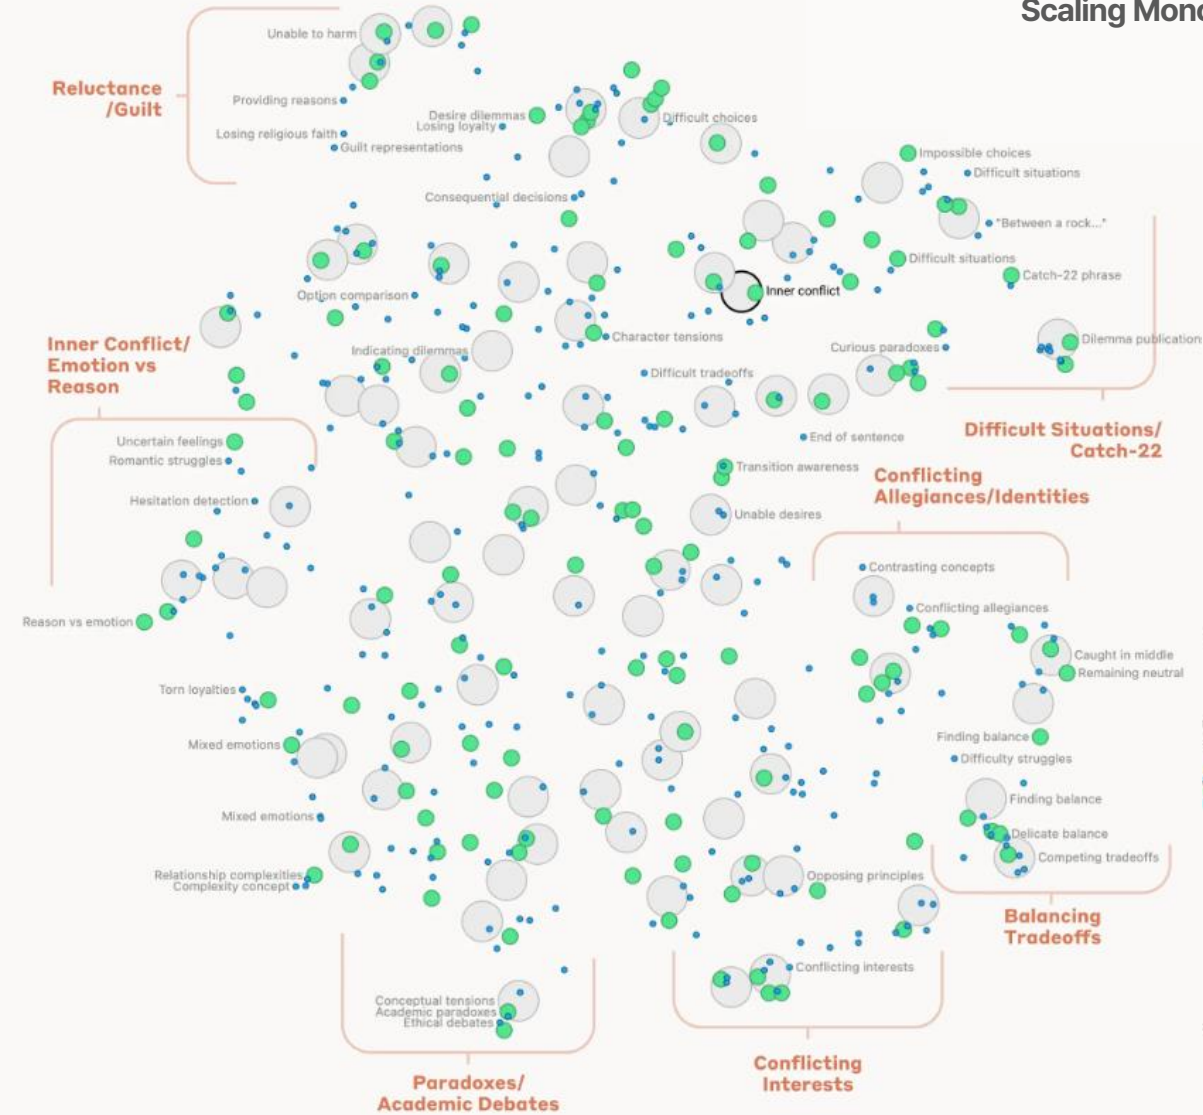 Scaling Mono
Unable to harm
Reluctance
/Guilt
Providing reasons
Desire dilemmas
Losing loyalty
Difficult choices
Losing religious faith
Guilt representations
Impossible choices
Difficult situations
Consequential decisions
"Between a rock..."
Difficult situations
Catch-22 phrase
Option comparison
Inner conflict
Character tensions
Dilemma publication
Inner Conflict/
Emotion vs
Reason
Indicating dilemmas
Curious paradoxes
Difficult tradeoffs
Difficult Situations/
Catch-22
End of sentence
Uncertain feelings
Romantic struggles
Transition awareness
Conflicting
Allegiances/Identities
Hesitation detection
Unable desires
Contrasting concepts
Conflicting allegiances
Reason vs emotion
Caught in middle
Remaining neutral
Torn loyalties
Mixed emotions
Finding balance
Difficulty struggles
Finding balance
Mixed emotions
Delicate balance
Competing tradeoffs
Relationship complexities
Complexity concept
Opposing principles
Balancing
Tradeoffs
Conflicting interests
Conceptual tensions
Academic paradoxes
Ethical debates
Conflicting
Interests
Paradoxes/
Academic Debates